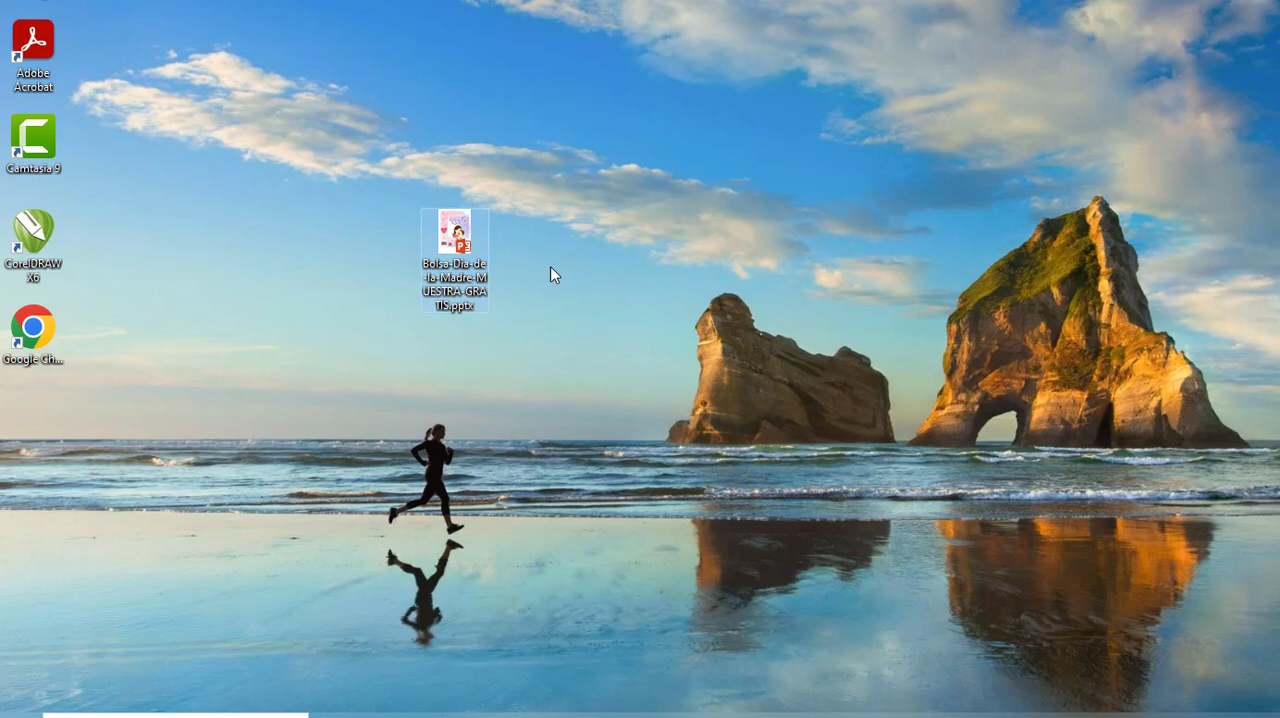 Adobe
Acrobat
Camtasia 9
CorelDRAW
X6
Google Ch...
Bolsa-Dia-de
-la-Madre-M
UESTRA-GRA
TIS.pptx